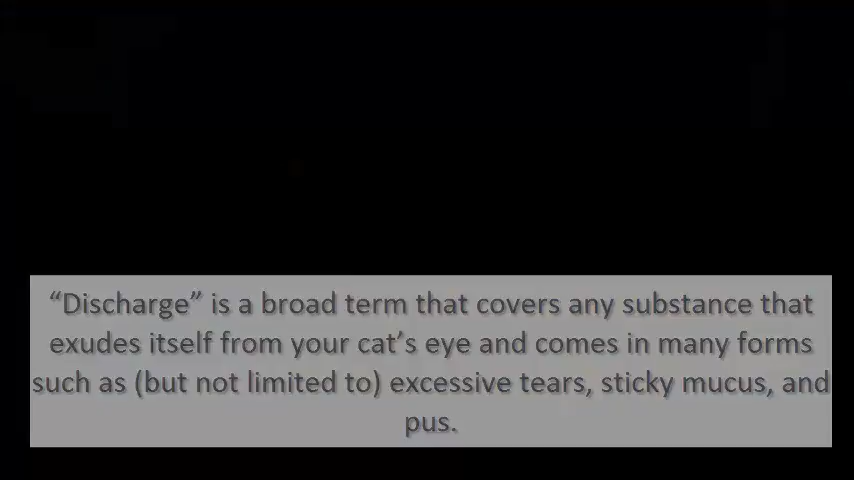 “Discharge” is a broad term that covers any substance that
exudes itself from your cat’s eye and comes in many forms
such as (but not limited to) excessive tears, sticky mucus, and
pus.